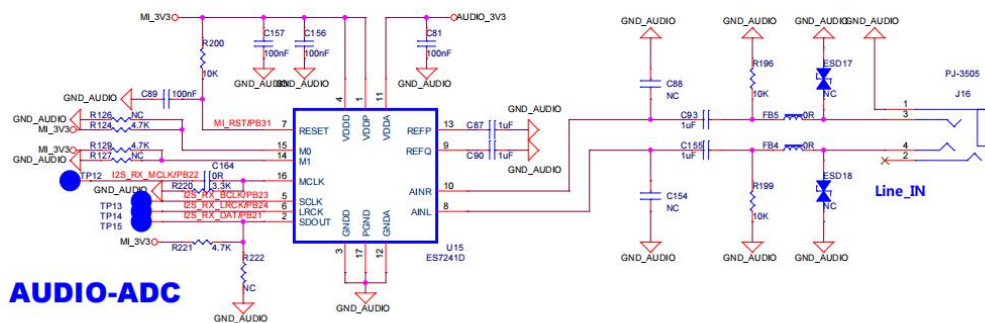 MI_3V3
AUDIO_3V3
GND_AUDIO
GND_AUDIO
GND_AUDIO
GND_AUDIO
R200
10K
C157
100nF
C156
100nF
C81
100nF
GND_AUDIO
GND_AUDIO
GND_AUDIO
C89
100nF
GND_AUDIO
GND_AUDIO
R126
NC
MI_3V3
R124
4.7K
MI_3V3
R129
4.7K
GND_AUDIO
R127
NC
MI_RST/PB31
4
1
11
VDDD
VDDP
VDDA
7
RESET
15
M0
14
M1
16
MCLK
5
SCLK
6
LRCK
2
SDOUT
REFP
13
REFQ
9
AINR
10
AINL
8
GNDD
PGND
GNDA
3
17
12
U15
ES7241D
C87
1uF
C90
1uF
GND_AUDIO
GND_AUDIO
TP12
I2S_RX_MCLK/PB22
C164
0R
GND_AUDIO
R220
3.3K
I2S_RX_BCLK/PB23
TP13
I2S_RX_LRCK/PB24
TP14
I2S_RX_DAT/PB21
TP15
MI_3V3
R221
4.7K
R222
NC
GND_AUDIO
GND_AUDIO
C88
NC
R196
10K
ESD17
NC
C93
1uF
FB5
0R
PJ-3505
J16
1
3
4
2
C155
1uF
FB4
0R
C154
NC
R199
10K
ESD18
NC
Line_IN
GND_AUDIO
GND_AUDIO
GND_AUDIO
AUDIO-ADC